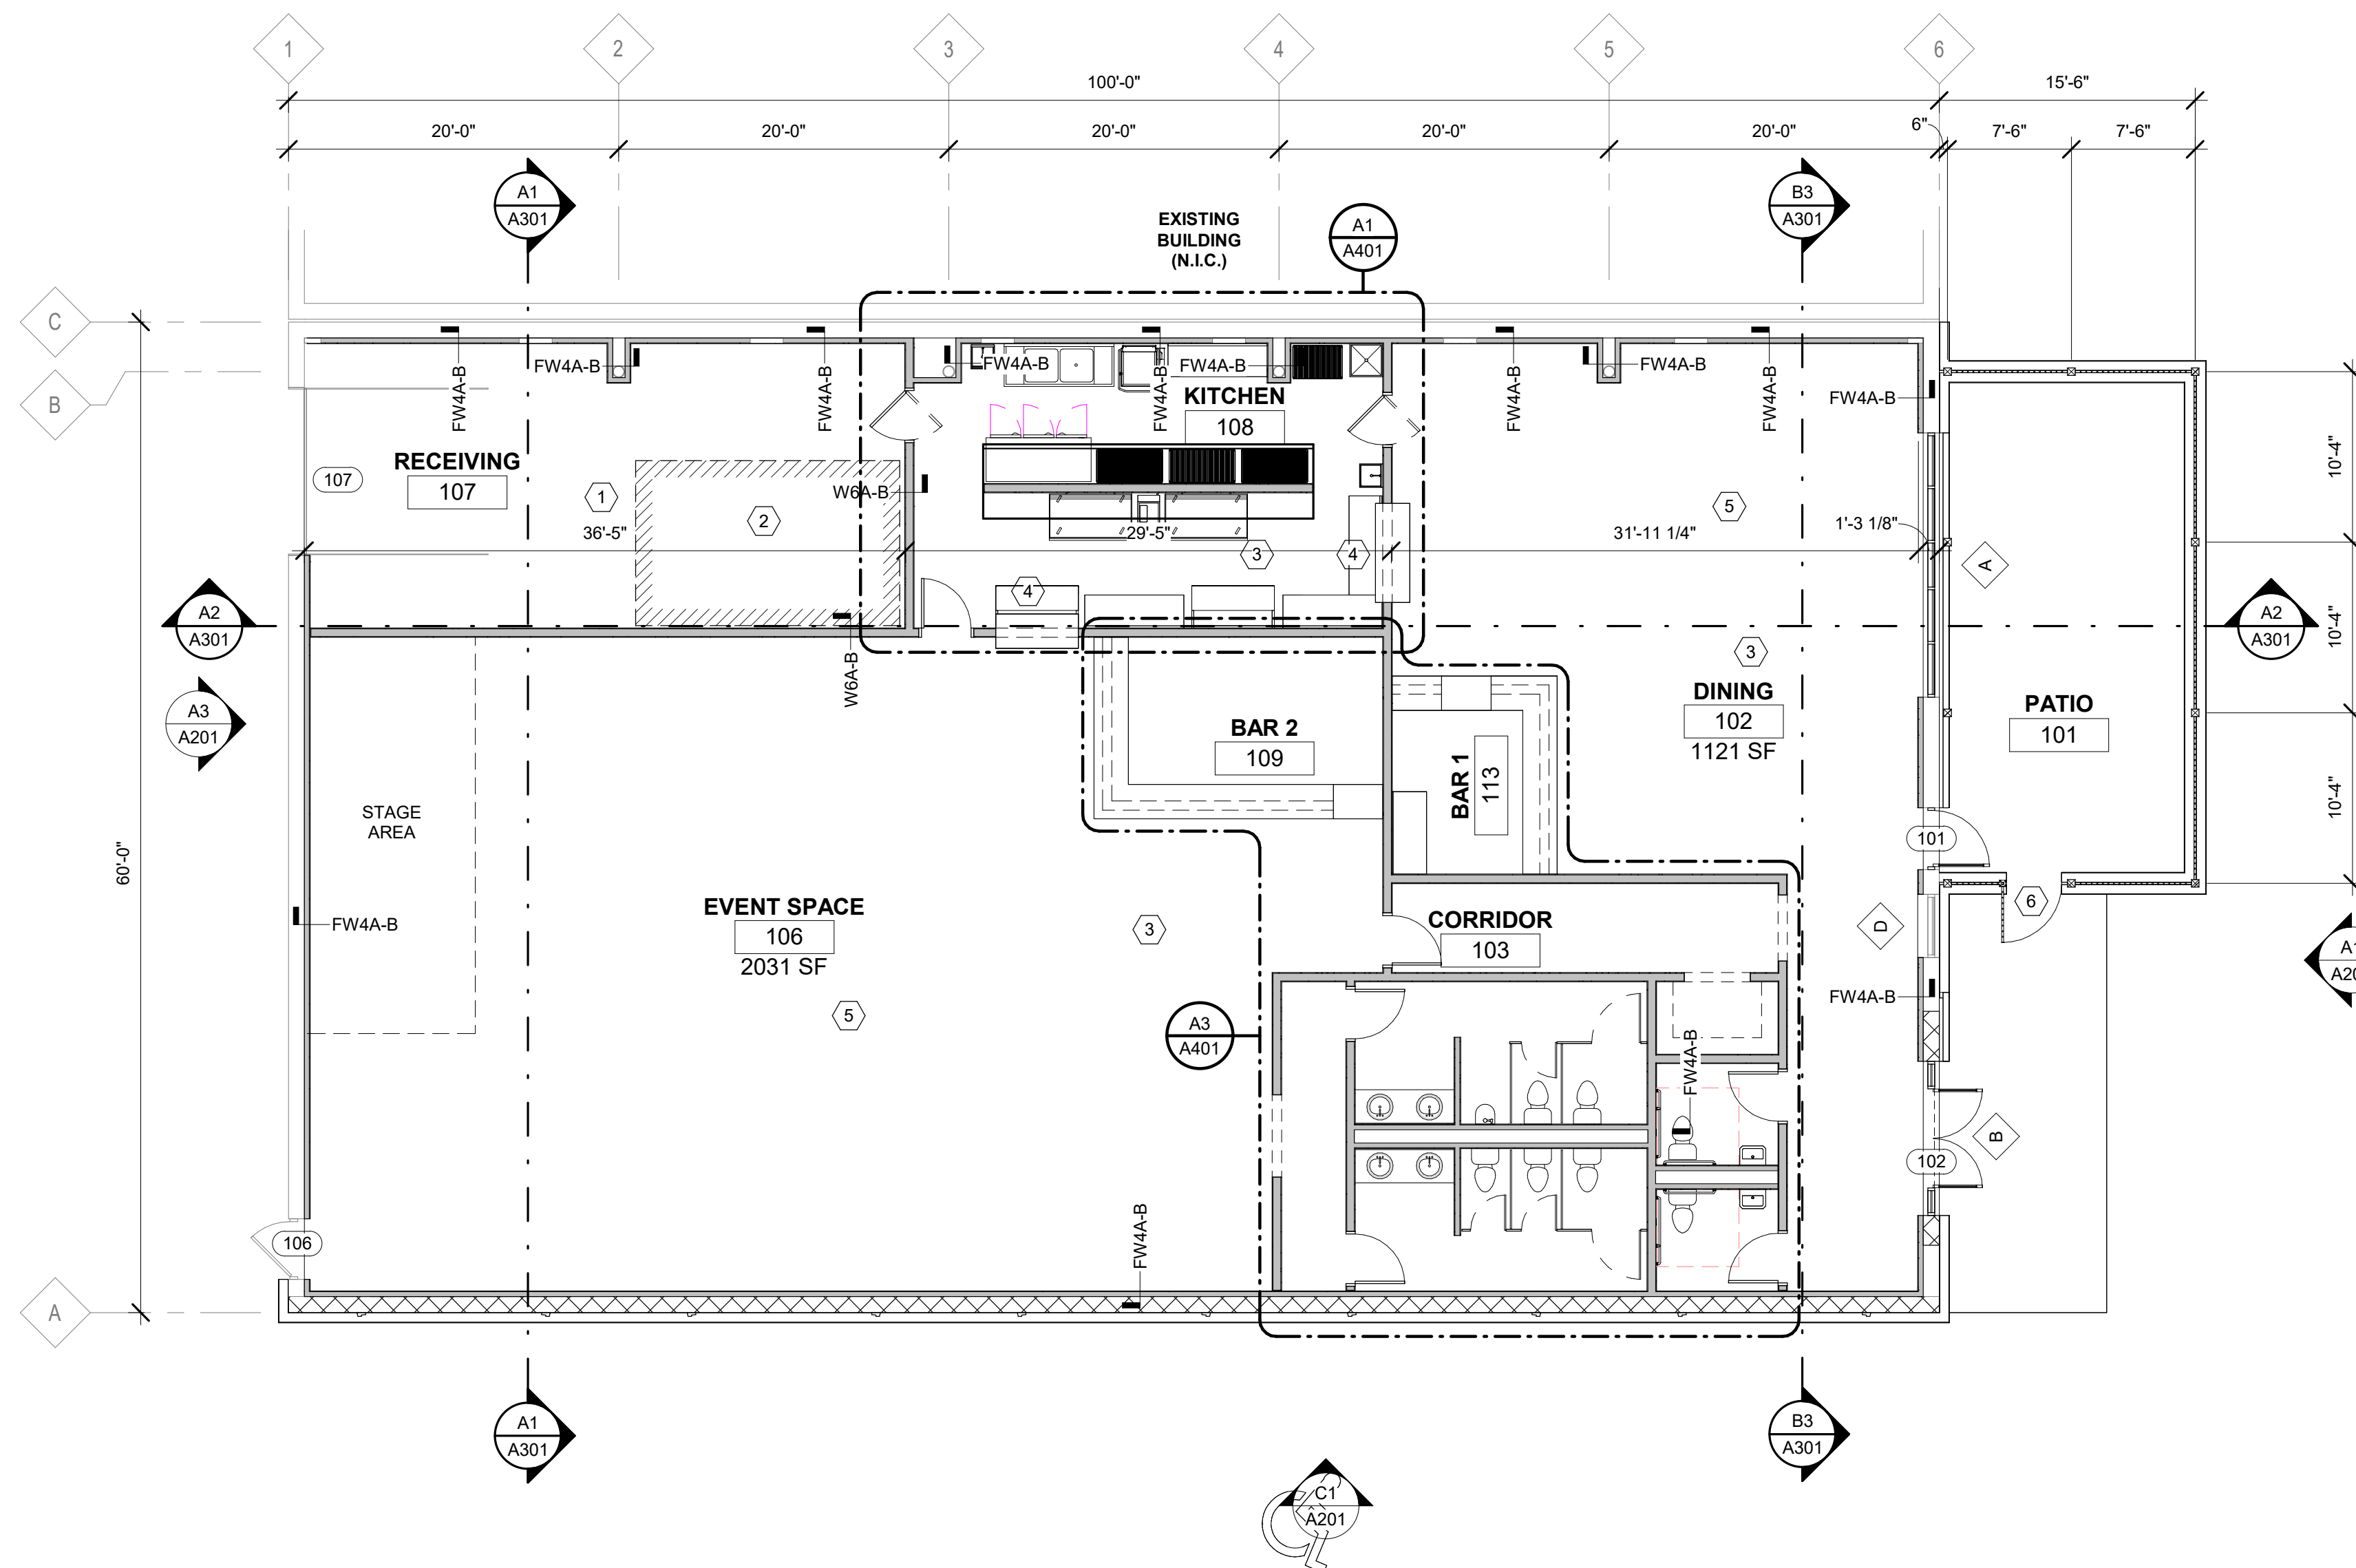 1
2
3
4
5
6
100'-0"
15'-6"
20'-0"
20'-0"
20'-0"
20'-0"
20'-0"
6"
7'-6"
7'-6"
A1
A301
B3
A301
EXISTING
BUILDING
(N.I.C.)
A1
A401
C
B
FW4A-B
FW4A-B
FW4A-B
FW4A-B
FW4A-B
FW4A-B
FW4A-B
FW4A-B
FW4A-B
FW4A-B
KITCHEN
108
RECEIVING
107
107
1
2
W6A-B
36'-5"
29'-5"
3
4
5
31'-11 1/4"
1'-3 1/8"
10'-4"
A
4
A2
A301
A2
A301
10'-4"
W6A-B
3
A3
A201
DINING
102
1121 SF
PATIO
101
BAR 2
109
BAR 1
113
10'-4"
STAGE
AREA
101
60'-0"
EVENT SPACE
106
2031 SF
FW4A-B
3
CORRIDOR
103
6
D
A1
FW4A-B
5
A3
A401
FW4A-B
B
102
FW4A-B
106
A
A1
A301
B3
A301
C1
A201